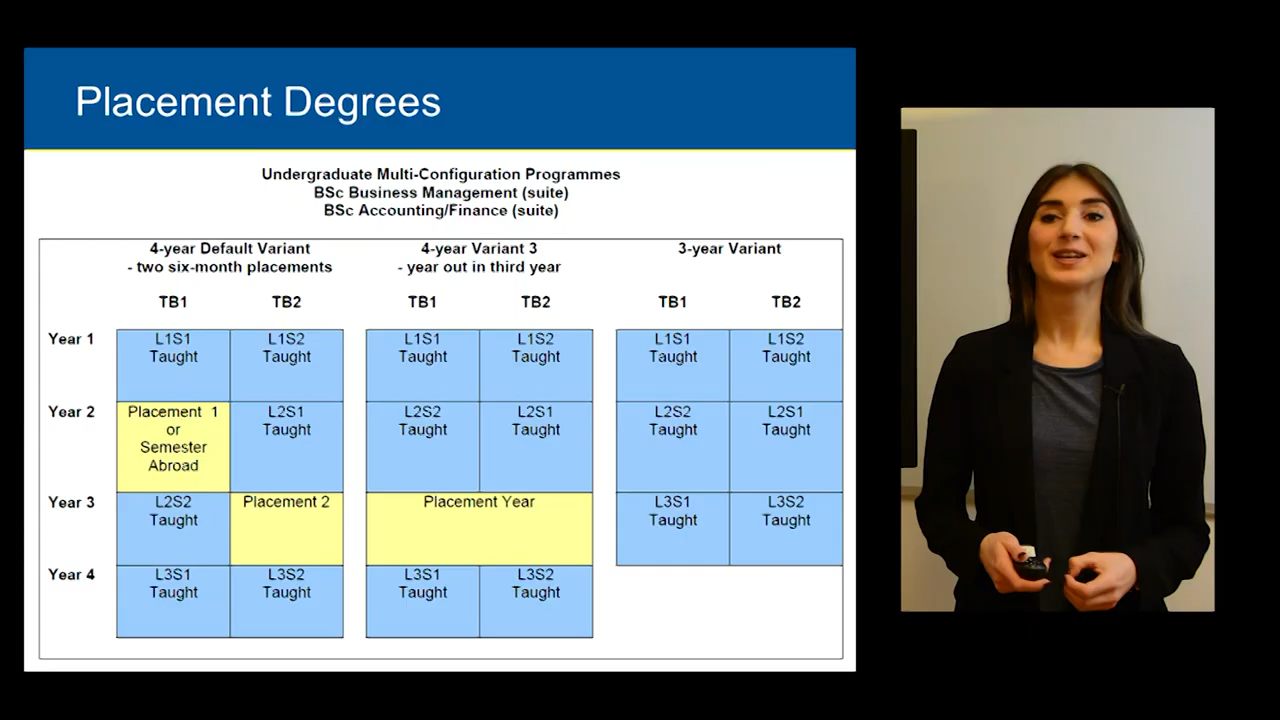 Placement Degrees
Undergraduate Multi-Configuration Programmes
BSc Business Management (suite)
BSc Accounting/Finance (suite)
4-year Default Variant
- two six-month placements
4-year Variant 3
- year out in third year
3-year Variant
TB1 TB2 TB1 TB2 TB1 TB2
Year 1
L1S1
Taught
L1S2
Taught
L1S1
Taught
L1S2
Taught
L1S1
Taught
L1S2
Taught
Year 2
Placement 1
or
Semester
Abroad
L2S1
Taught
L2S2
Taught
L2S1
Taught
L2S2
Taught
L2S1
Taught
Year 3
L2S2
Taught
Placement 2
Placement Year
L3S1
Taught
L3S2
Taught
Year 4
L3S1
Taught
L3S2
Taught
L3S1
Taught
L3S2
Taught